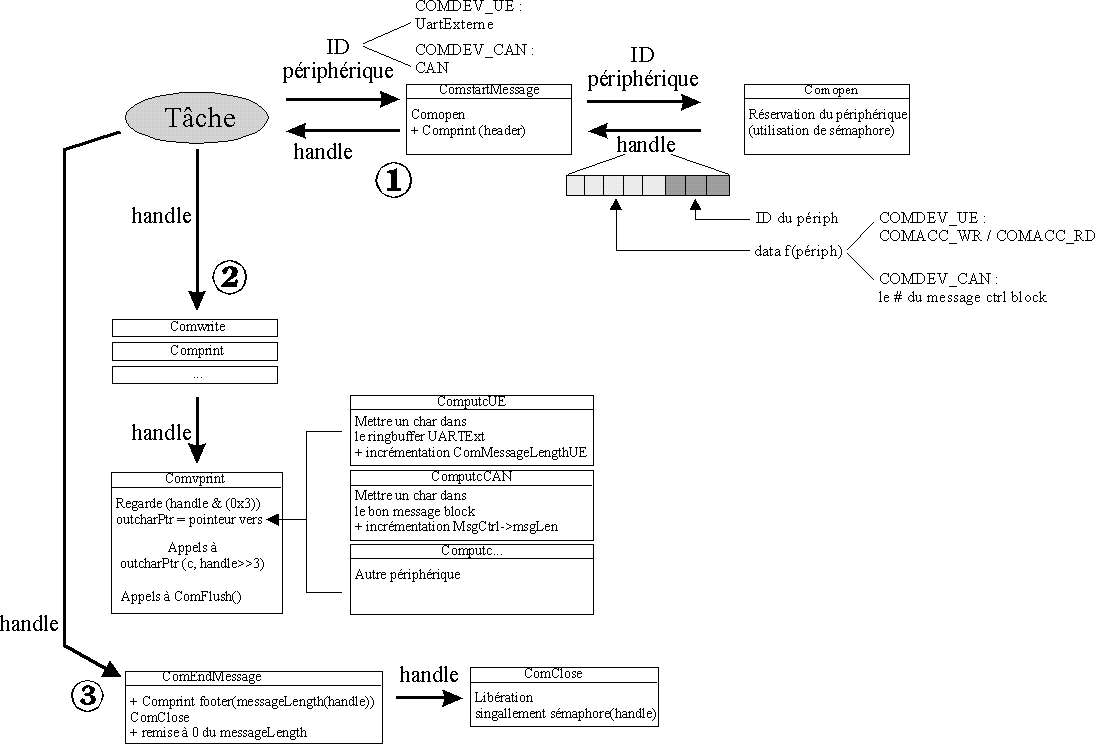 COMDEV_UE :
UartExterne
COMDEV_CAN :
CAN
ID
périphérique
ID
périphérique
Tâche
ComstartMessage
Comopen
+ Comprint (header)
Comopen
Réservation du périphérique
(utilisation de sémaphore)
handle
handle
1
ID du périph
data f(périph)
COMDEV_UE :
COMACC_WR / COMACC_RD
COMDEV_CAN :
le # du message ctrl block
handle
2
Comwrite
Comprint
...
handle
Comvprint
Regarde (handle & (0x3))
outcharPtr = pointeur vers
Appels à
outcharPtr (c, handle>>3)
Appels à ComFlush()
ComputcUE
Mettre un char dans
le ringbuffer UARTExt
+ incrémentation ComMessageLengthUE
ComputcCAN
Mettre un char dans
le bon message block
+ incrémentation MsgCtrl->msgLen
Computc...
Autre périphérique
handle
3
ComEndMessage
+ Comprint footer(messageLength(handle))
ComClose
+ remise à 0 du messageLength
handle
ComClose
Libération
singallement sémaphore(handle)